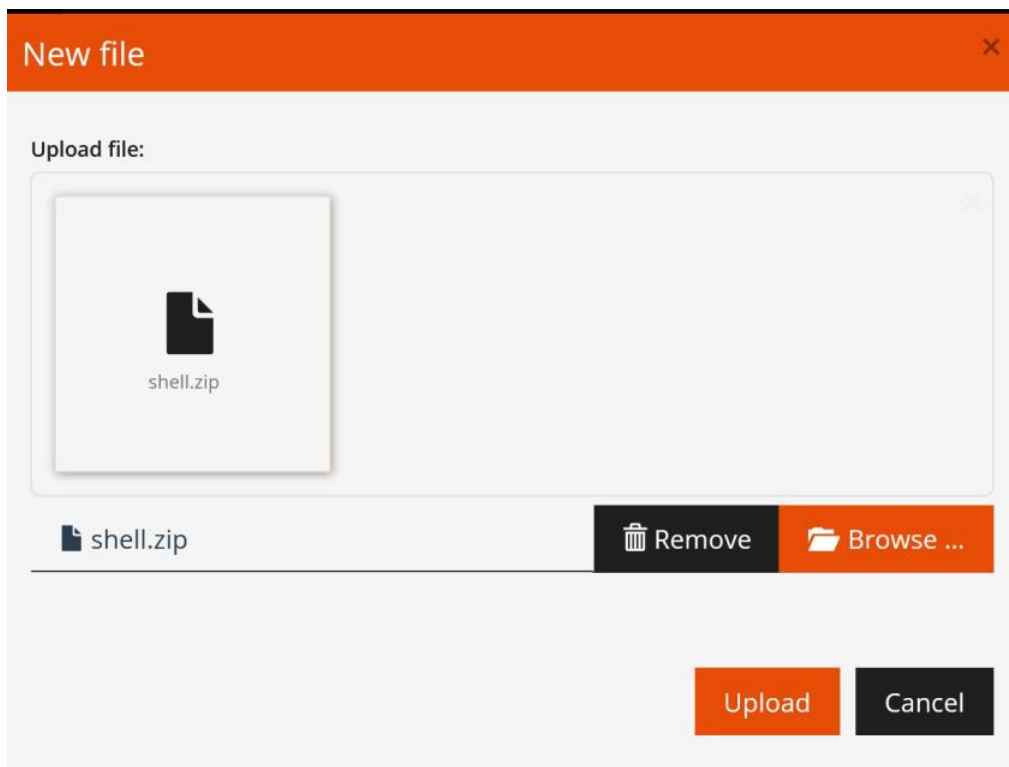 New file
Upload file:
shell.zip
shell.zip
Remove
Browse ...
Upload
Cancel